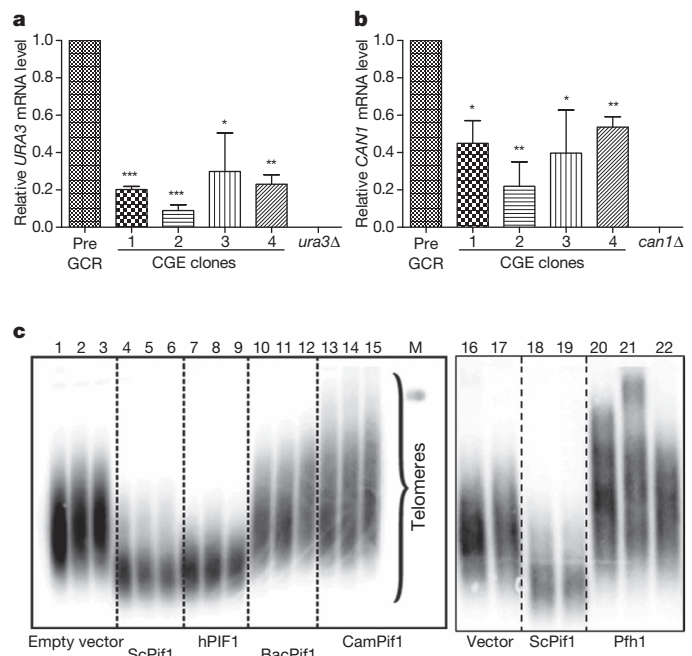 a
Relative URA3 mRNA level
1.0
0.8
0.6
0.4
0.2
0.0
***
***
*
**
Pre GCR
1 2 3 4
CGE clones
ura3Δ
b
Relative CAN1 mRNA level
1.0
0.8
0.6
0.4
0.2
0.0
*
**
*
**
Pre GCR
1 2 3 4
CGE clones
can1Δ
c
1 2 3 4 5 6 7 8 9 10 11 12 13 14 15 M
Telomeres
Empty vector
ScPif1
hPIF1
BacPif1
CamPif1
16 17 18 19 20 21 22
Vector
ScPif1
Pfh1